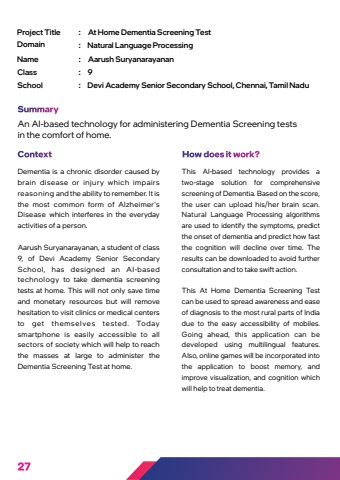 Project Title : At Home Dementia Screening Test
Domain : Natural Language Processing
Name : Aarush Suryanarayanan
Class : 9
School : Devi Academy Senior Secondary School, Chennai, Tamil Nadu
Summary
An AI-based technology for administering Dementia Screening tests
in the comfort of home.
Context
Dementia is a chronic disorder caused by
brain disease or injury which impairs
reasoning and the ability to remember. It is
the most common form of Alzheimer's
Disease which interferes in the everyday
activities of a person.
Aarush Suryanarayanan, a student of class
9, of Devi Academy Senior Secondary
School, has designed an AI-based
technology to take dementia screening
tests at home. This will not only save time
and monetary resources but will remove
hesitation to visit clinics or medical centers
to get themselves tested. Today
smartphone is easily accessible to all
sectors of society which will help to reach
the masses at large to administer the
Dementia Screening Test at home.
How does it work?
This AI-based technology provides a
two-stage solution for comprehensive
screening of Dementia. Based on the score,
the user can upload his/her brain scan.
Natural Language Processing algorithms
are used to identify the symptoms, predict
the onset of dementia and predict how fast
the cognition will decline over time. The
results can be downloaded to avoid further
consultation and to take swift action.
This At Home Dementia Screening Test
can be used to spread awareness and ease
of diagnosis to the most rural parts of India
due to the easy accessibility of mobiles.
Going ahead, this application can be
developed using multilingual features.
Also, online games will be incorporated into
the application to boost memory, and
improve visualization, and cognition which
will help to treat dementia.
27